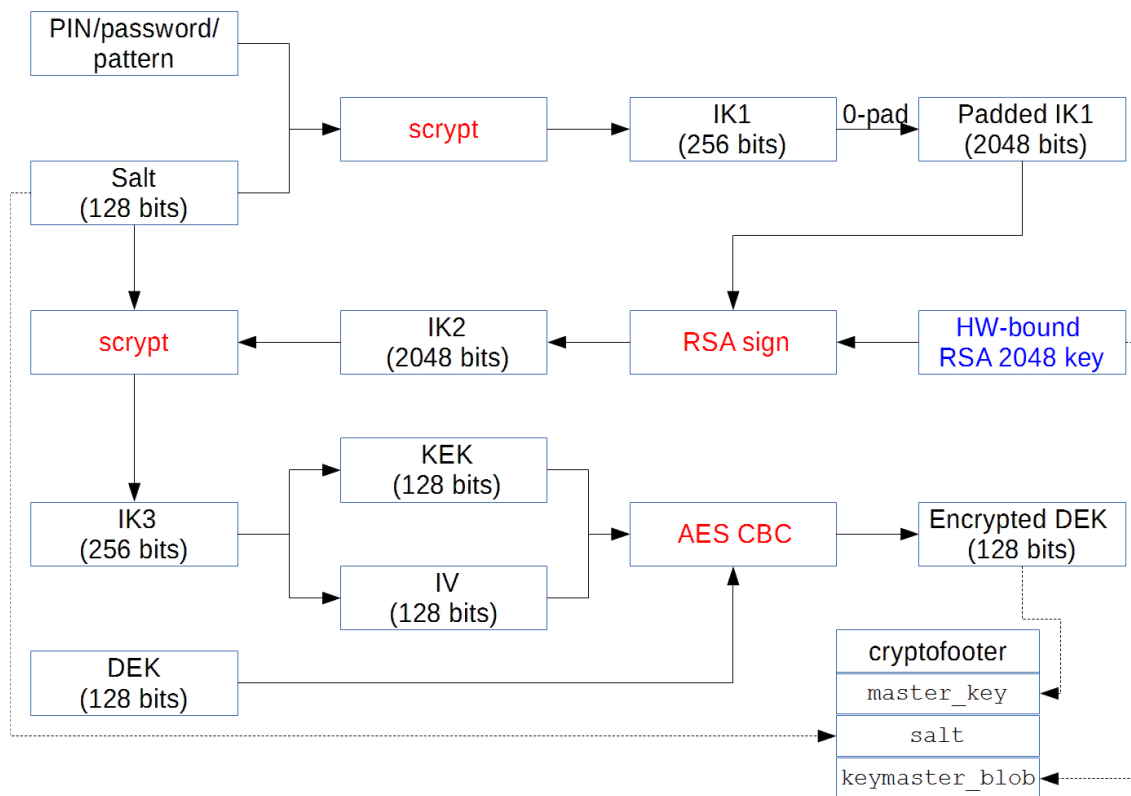 PIN/password/
pattern
scrypt
IK1
(256 bits)
0-pad
Padded IK1
(2048 bits)
Salt
(128 bits)
scrypt
IK2
(2048 bits)
RSA sign
HW-bound
RSA 2048 key
KEK
(128 bits)
IK3
(256 bits)
AES CBC
Encrypted DEK
(128 bits)
IV
(128 bits)
DEK
(128 bits)
cryptofooter
master_key
salt
keymaster_blob